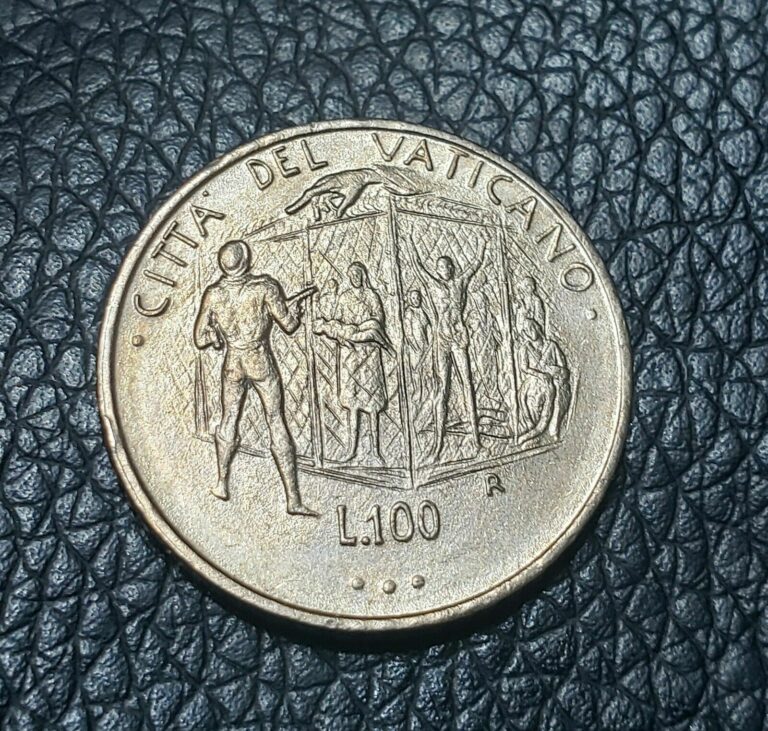 · CITTA' DEL VATICANO ·
R
L.100